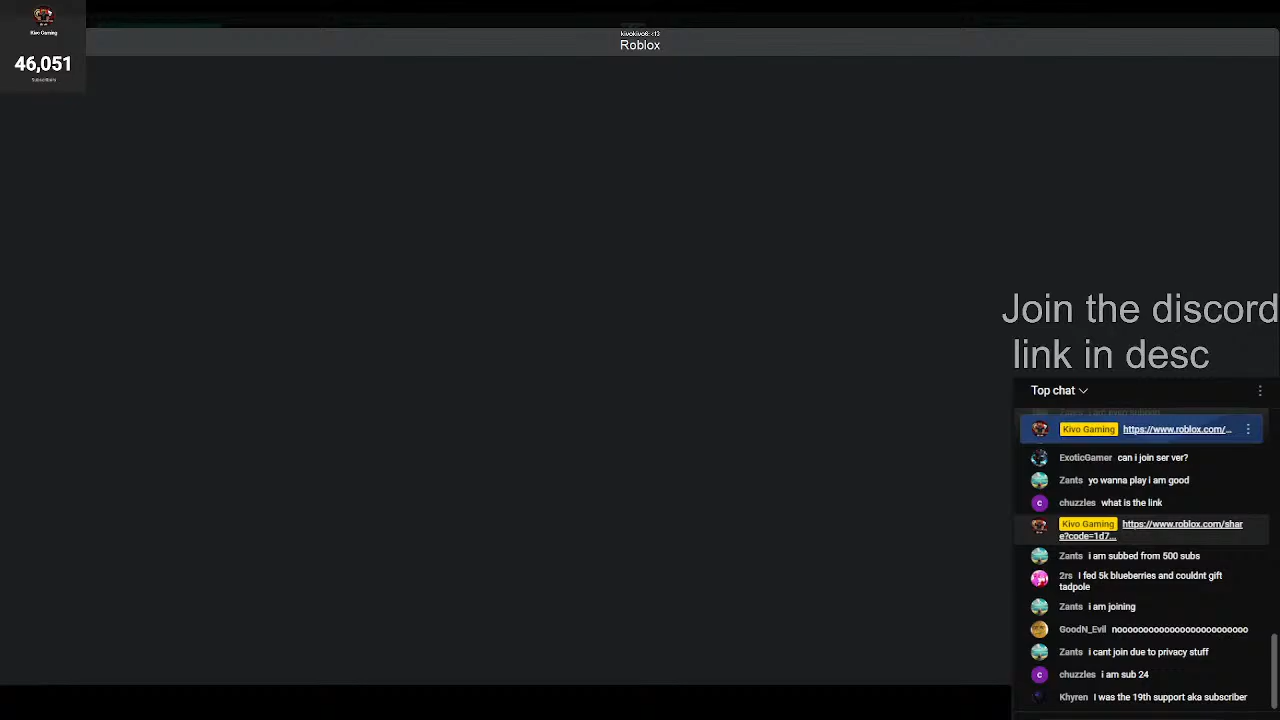 Kivo Gaming
46,051
Subscribers
Roblox
Join the discord
link in desc
Top chat
Kivo Gaming https://www.roblox.com/...
ExoticGamer can i join ser ver?
Zants yo wanna play i am good
chuzzles what is the link
Kivo Gaming https://www.roblox.com/shar
e?code=1d7...
Zants i am subbed from 500 subs
2rs I fed 5k blueberries and couldnt gift
tadpole
Zants i am joining
GoodN_Evil noooooooooooooooooooooooooo
Zants i cant join due to privacy stuff
chuzzles i am sub 24
Khyren I was the 19th support aka subscriber